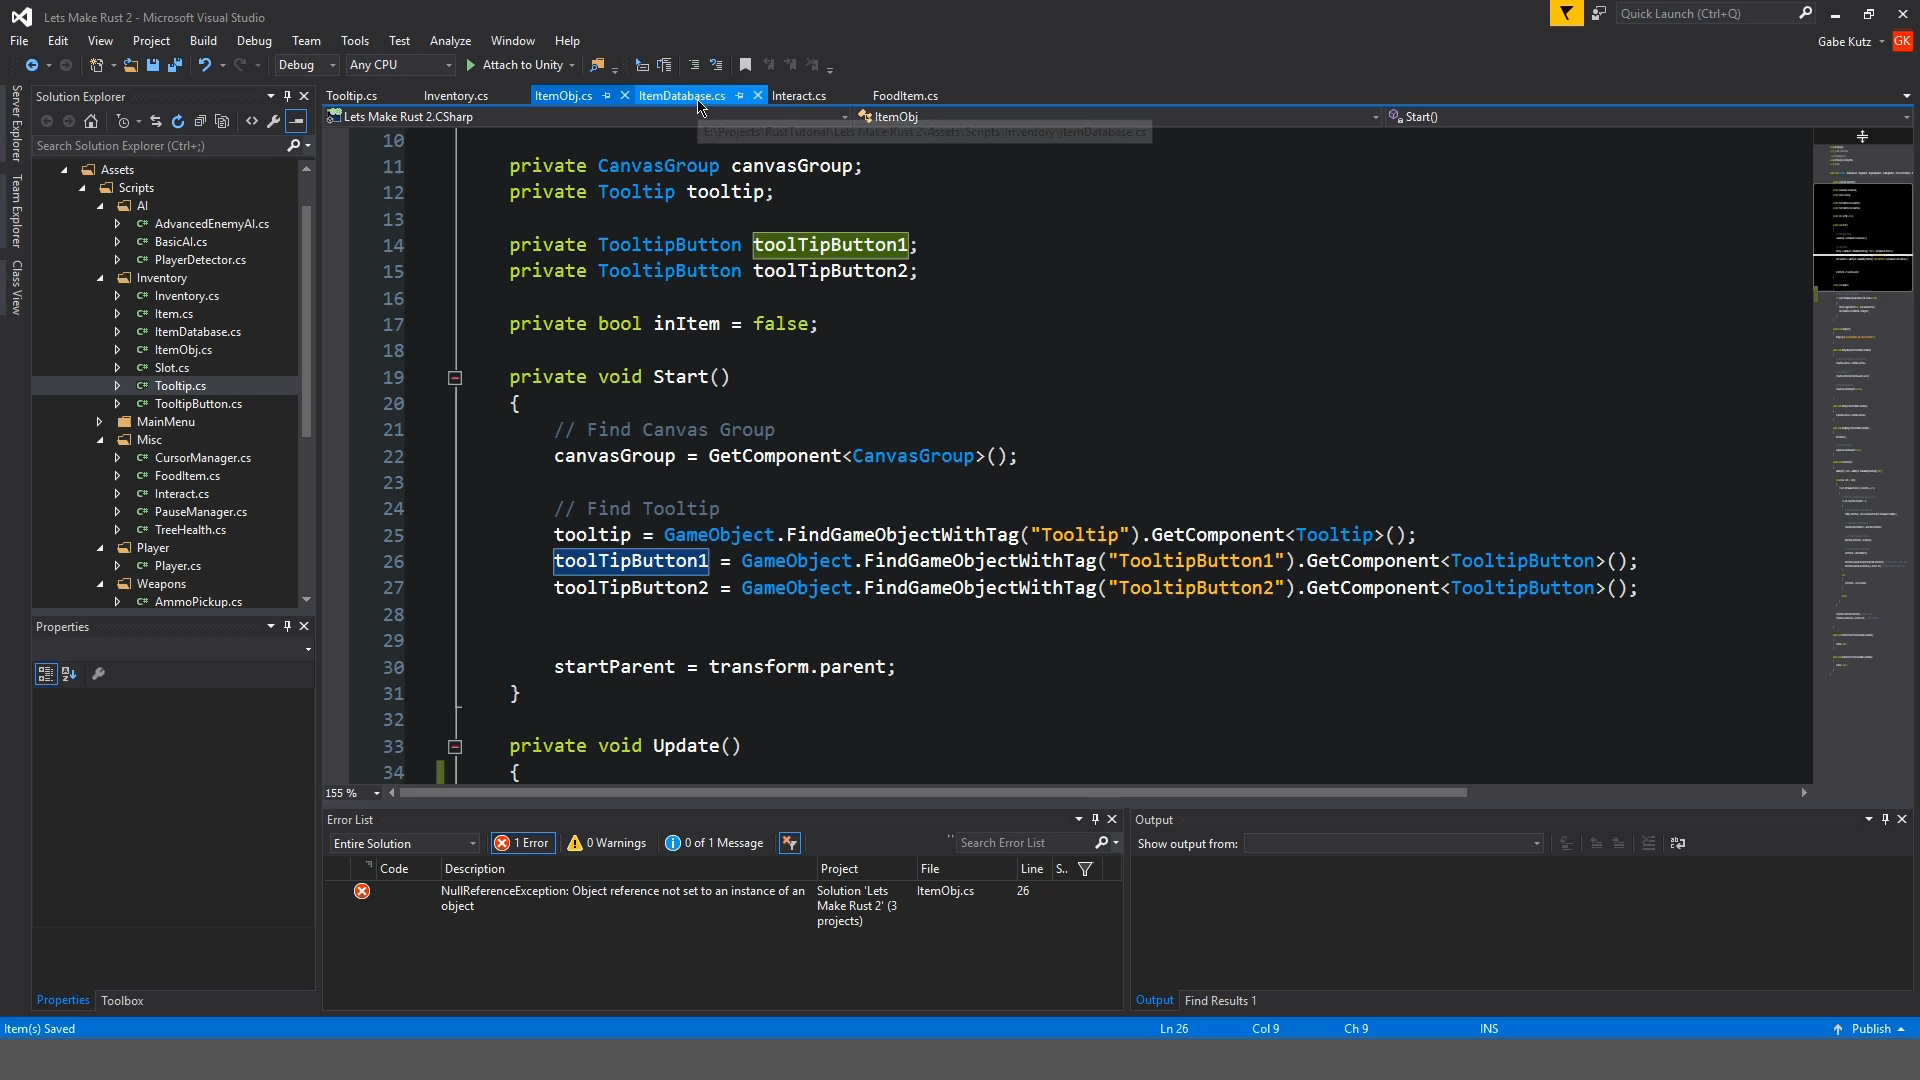 Lets Make Rust 2 - Microsoft Visual Studio
Quick Launch (Ctrl+Q)
File Edit View Project Build Debug Team Tools Test Analyze Window Help
Gabe Kutz GK
Debug Any CPU Attach to Unity
Server Explorer
Team Explorer
Class View
Solution Explorer
Search Solution Explorer (Ctrl+;)
Assets
Scripts
AI
AdvancedEnemyAI.cs
BasicAI.cs
PlayerDetector.cs
Inventory
Inventory.cs
Item.cs
ItemDatabase.cs
ItemObj.cs
Slot.cs
Tooltip.cs
TooltipButton.cs
MainMenu
Misc
CursorManager.cs
FoodItem.cs
Interact.cs
PauseManager.cs
TreeHealth.cs
Player
Player.cs
Weapons
AmmoPickup.cs
Properties
Properties Toolbox
Tooltip.cs Inventory.cs ItemObj.cs ItemDatabase.cs Interact.cs FoodItem.cs
Lets Make Rust 2.CSharp ItemObj Start()
E:\Projects\RustTutorial\Lets Make Rust 2\Assets\Scripts\Inventory\ItemDatabase.cs
10
11 private CanvasGroup canvasGroup;
12 private Tooltip tooltip;
13
14 private TooltipButton toolTipButton1;
15 private TooltipButton toolTipButton2;
16
17 private bool inItem = false;
18
19 private void Start()
20 {
21 // Find Canvas Group
22 canvasGroup = GetComponent<CanvasGroup>();
23
24 // Find Tooltip
25 tooltip = GameObject.FindGameObjectWithTag("Tooltip").GetComponent<Tooltip>();
26 toolTipButton1 = GameObject.FindGameObjectWithTag("TooltipButton1").GetComponent<TooltipButton>();
27 toolTipButton2 = GameObject.FindGameObjectWithTag("TooltipButton2").GetComponent<TooltipButton>();
28
29
30 startParent = transform.parent;
31 }
32
33 private void Update()
34 {
155 %
Error List
Entire Solution 1 Error 0 Warnings 0 of 1 Message Search Error List
Code Description Project File Line S..
NullReferenceException: Object reference not set to an instance of an object Solution 'Lets Make Rust 2' (3 projects) ItemObj.cs 26
Output
Show output from:
Output Find Results 1
Item(s) Saved Ln 26 Col 9 Ch 9 INS Publish